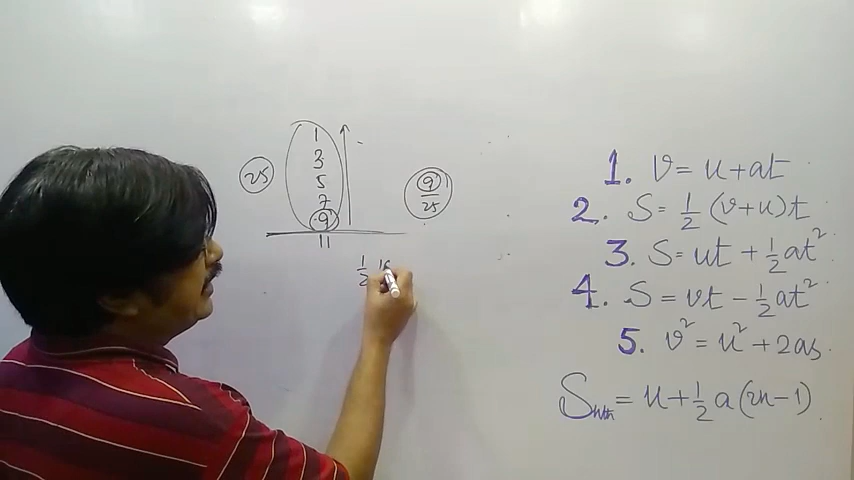 25
1
3
5
7
9
11
9
25
1
2
1. v = u + at
2. S = 1/2 (v+u)t
3. S = ut + 1/2 at²
4. S = vt - 1/2 at²
5. v² = u² + 2as
S_nth = u + 1/2 a(2n-1)